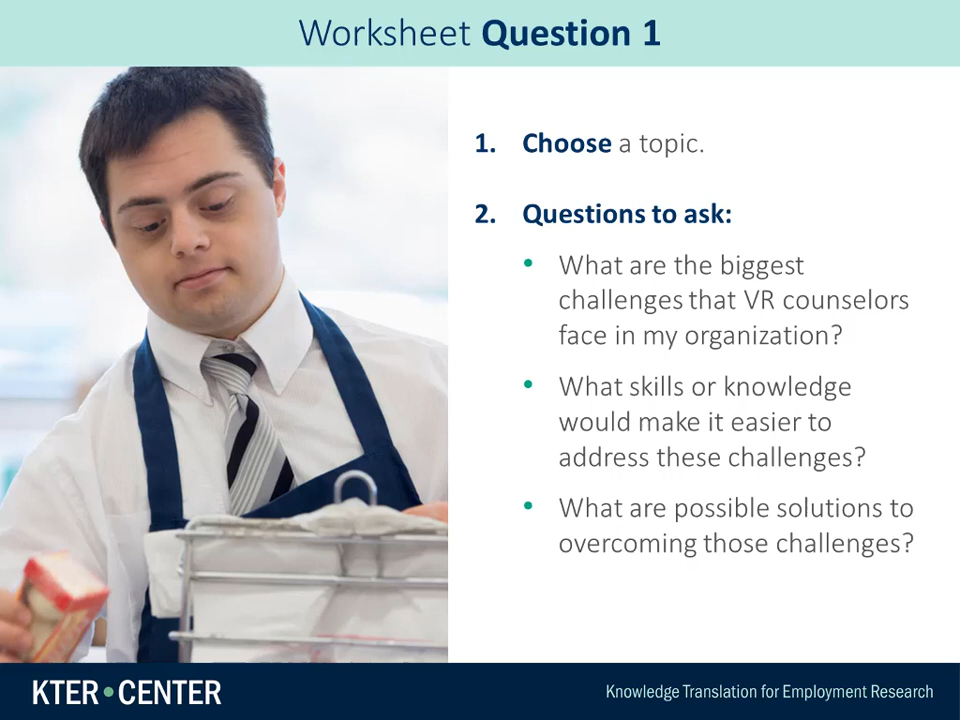 Worksheet Question 1
1. Choose a topic.
2. Questions to ask:
• What are the biggest
challenges that VR counselors
face in my organization?
• What skills or knowledge
would make it easier to
address these challenges?
• What are possible solutions to
overcoming those challenges?
KTER•CENTER
Knowledge Translation for Employment Research